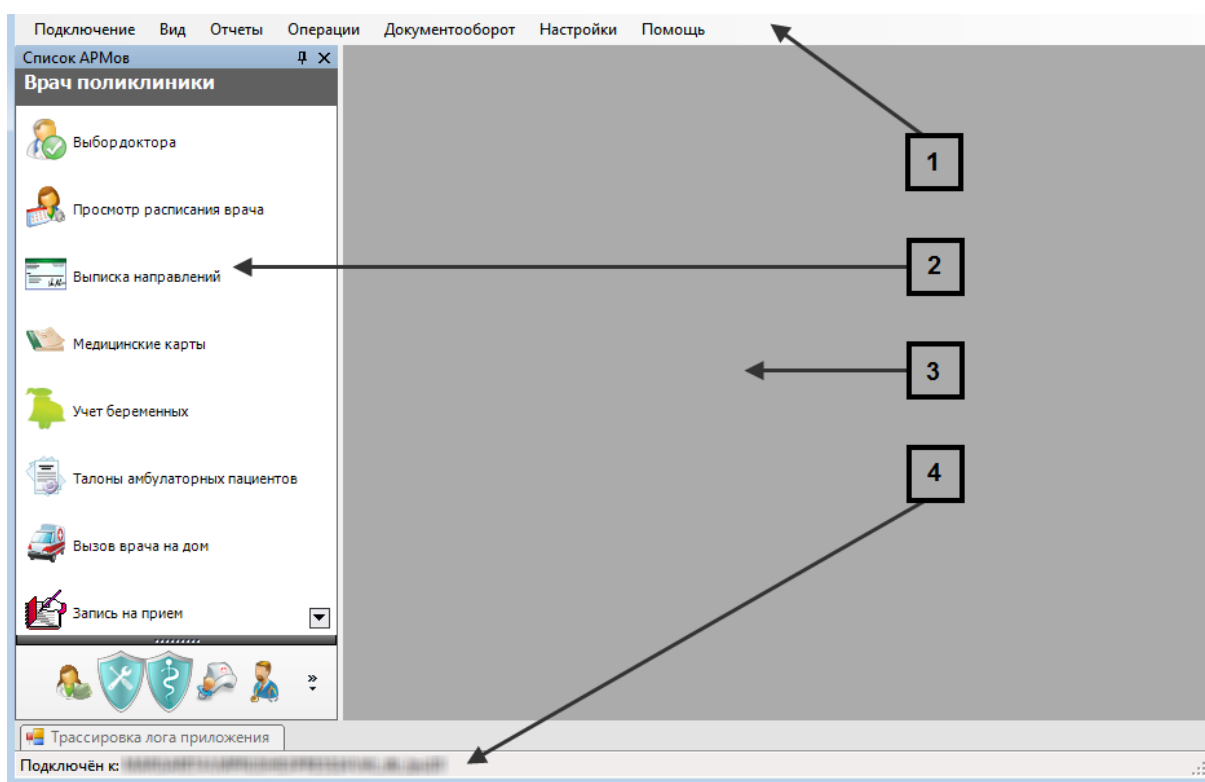 Подключение Вид Отчеты Операции Документооборот Настройки Помощь
Список АРМов
Врач поликлиники
Выбор доктора
1
Просмотр расписания врача
2
Выписка направлений
Медицинские карты
3
Учет беременных
Талоны амбулаторных пациентов
4
Вызов врача на дом
Запись на прием
Трассировка лога приложения
Подключён к: